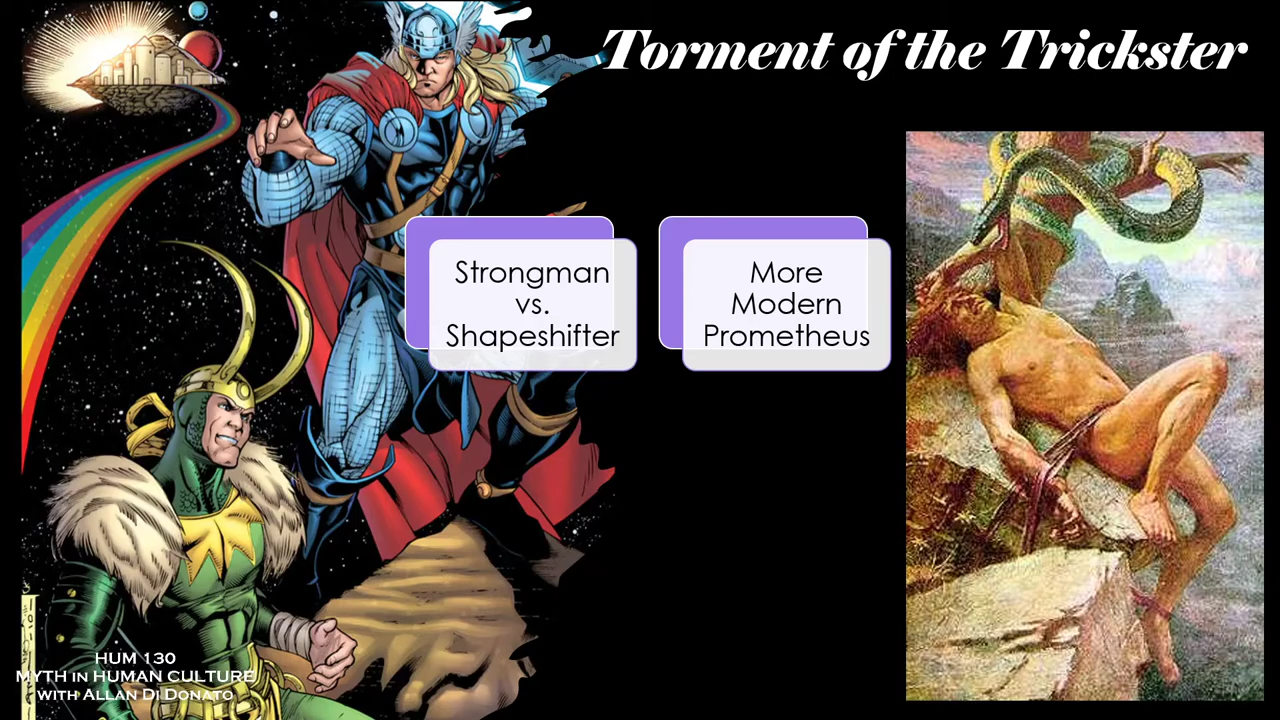 Torment of the Trickster
Strongman
vs.
Shapeshifter
More
Modern
Prometheus
HUM 130
MYTH in HUMAN CULTURE
with Allan Di Donato